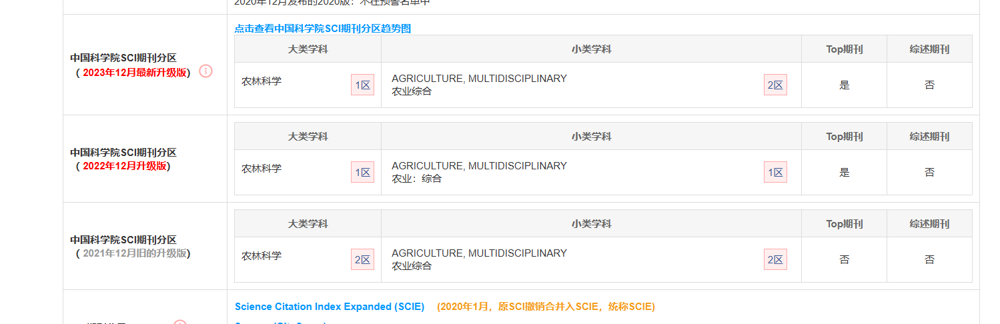 2020年12月发布的2020版：不在预警名单中
点击查看中国科学院SCI期刊分区趋势图
中国科学院SCI期刊分区
（ 2023年12月最新升级版）
大类学科 小类学科 Top期刊 综述期刊
农林科学 1区 AGRICULTURE, MULTIDISCIPLINARY
农业综合 2区 是 否
中国科学院SCI期刊分区
（ 2022年12月升级版）
大类学科 小类学科 Top期刊 综述期刊
农林科学 1区 AGRICULTURE, MULTIDISCIPLINARY
农业：综合 1区 是 否
中国科学院SCI期刊分区
（ 2021年12月旧的升级版）
大类学科 小类学科 Top期刊 综述期刊
农林科学 2区 AGRICULTURE, MULTIDISCIPLINARY
农业综合 2区 否 否
Science Citation Index Expanded (SCIE) (2020年1月，原SCI撤销合并入SCIE，统称SCIE)